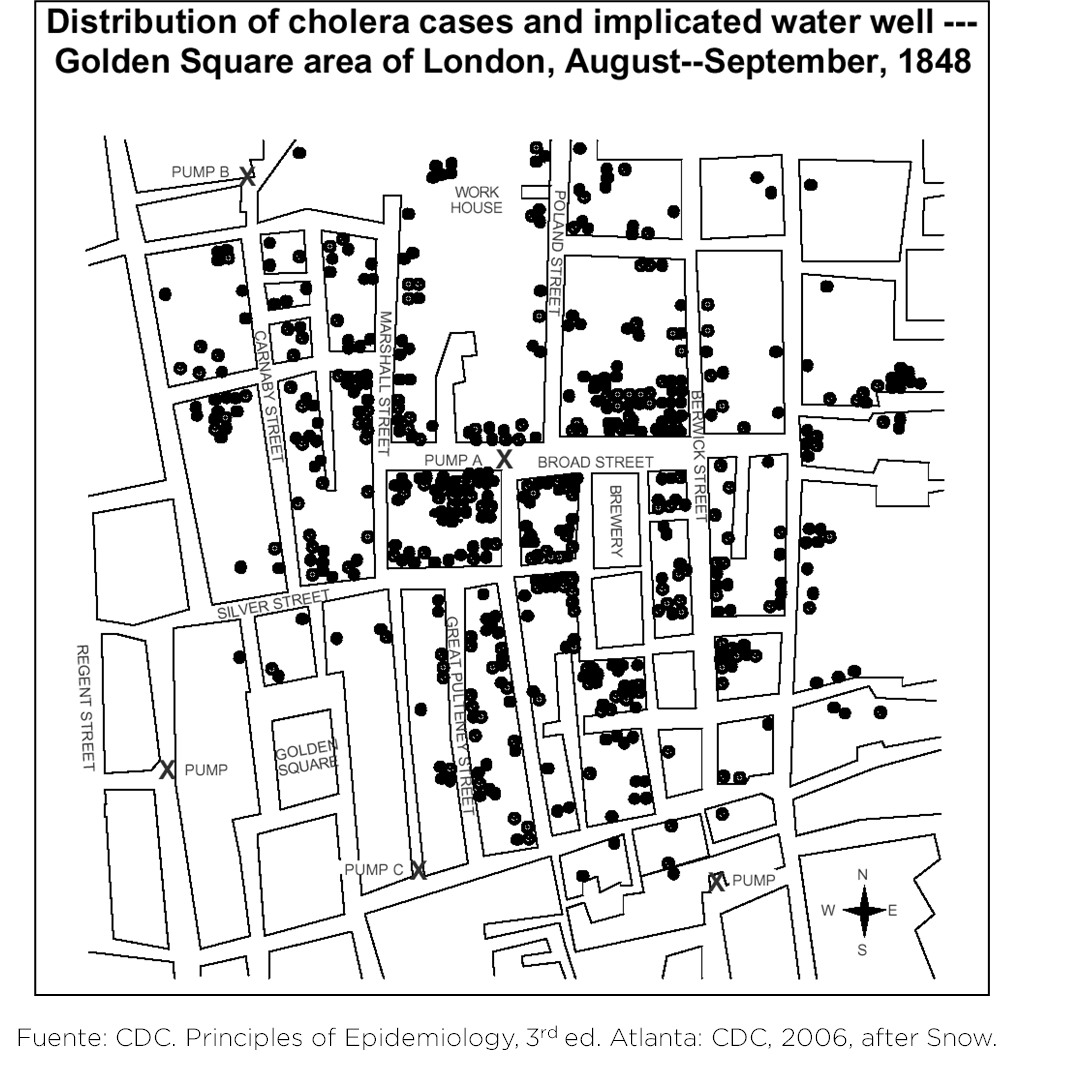 Distribution of cholera cases and implicated water well ---
Golden Square area of London, August--September, 1848
PUMP B
WORK
HOUSE
POLAND STREET
CARNABY STREET
MARSHALL STREET
BERWICK STREET
PUMP A
X
BROAD STREET
BREWERY
SILVER STREET
REGENT STREET
GREAT PULTENEY STREET
GOLDEN
SQUARE
X
PUMP
PUMP C
X
X
PUMP
N
W
E
S
X
Fuente: CDC. Principles of Epidemiology, 3rd ed. Atlanta: CDC, 2006, after Snow.